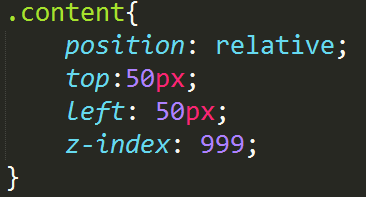 .content{
    position: relative;
    top:50px;
    left: 50px;
    z-index: 999;
}